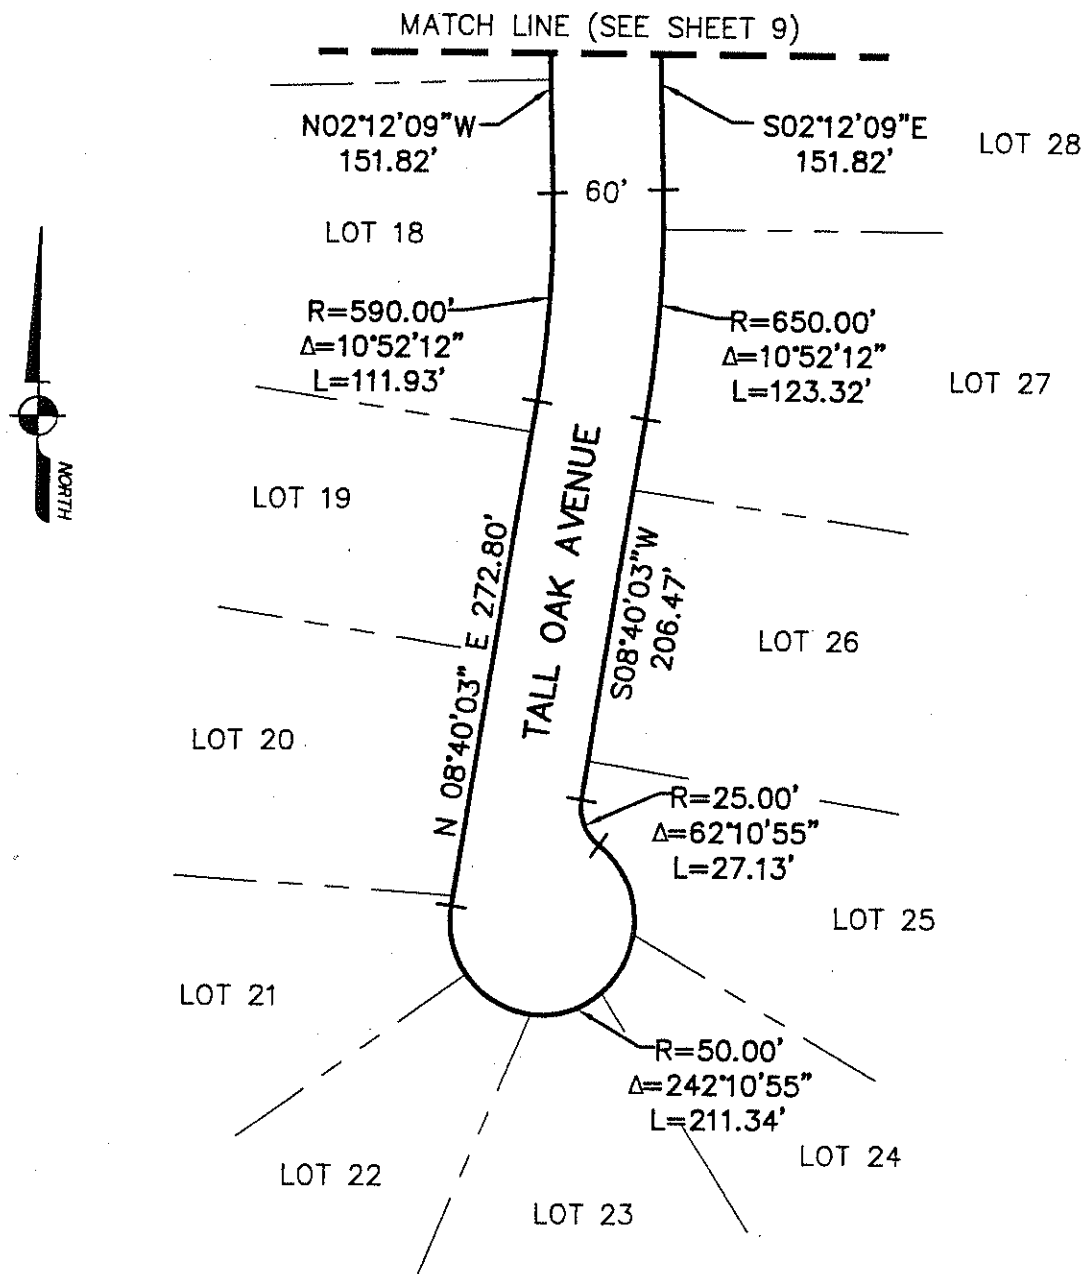 MATCH LINE (SEE SHEET 9)
N02°12'09"W
151.82'
S02°12'09"E
151.82'
LOT 28
60'
LOT 18
R=590.00'
Δ=10°52'12"
L=111.93'
R=650.00'
Δ=10°52'12"
L=123.32'
LOT 27
NORTH
LOT 19
TALL OAK AVENUE
N 08°40'03" E 272.80'
S08°40'03"W
206.47'
LOT 26
LOT 20
R=25.00'
Δ=62°10'55"
L=27.13'
LOT 25
LOT 21
R=50.00'
Δ=242°10'55"
L=211.34'
LOT 24
LOT 22
LOT 23